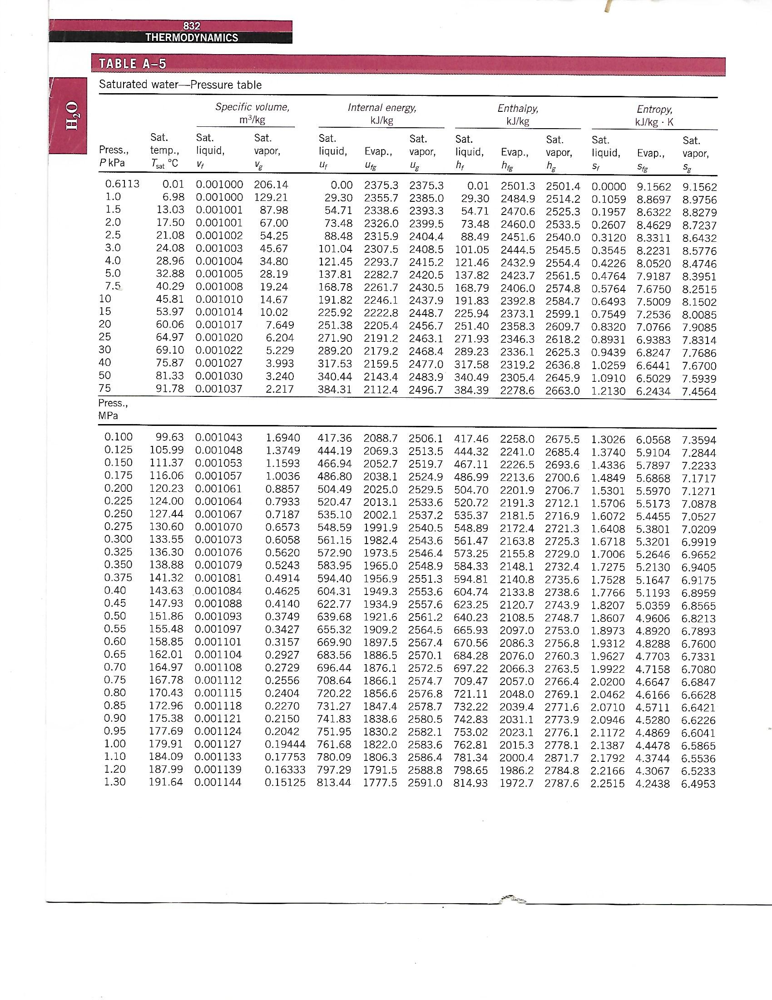 832
THERMODYNAMICS
TABLE A–5
H₂O
Saturated water—Pressure table
Specific volume, Internal energy, Enthalpy, Entropy,
m³/kg kJ/kg kJ/kg kJ/kg · K
Sat. Sat. Sat. Sat. Sat. Sat. Sat. Sat. Sat.
Press., temp., liquid, vapor, liquid, Evap., vapor, liquid, Evap., vapor, liquid, Evap., vapor,
P kPa Tsat °C vf vg uf ufg ug hf hfg hg sf sfg sg
0.6113 0.01 0.001000 206.14 0.00 2375.3 2375.3 0.01 2501.3 2501.4 0.0000 9.1562 9.1562
1.0 6.98 0.001000 129.21 29.30 2355.7 2385.0 29.30 2484.9 2514.2 0.1059 8.8697 8.9756
1.5 13.03 0.001001 87.98 54.71 2338.6 2393.3 54.71 2470.6 2525.3 0.1957 8.6322 8.8279
2.0 17.50 0.001001 67.00 73.48 2326.0 2399.5 73.48 2460.0 2533.5 0.2607 8.4629 8.7237
2.5 21.08 0.001002 54.25 88.48 2315.9 2404.4 88.49 2451.6 2540.0 0.3120 8.3311 8.6432
3.0 24.08 0.001003 45.67 101.04 2307.5 2408.5 101.05 2444.5 2545.5 0.3545 8.2231 8.5776
4.0 28.96 0.001004 34.80 121.45 2293.7 2415.2 121.46 2432.9 2554.4 0.4226 8.0520 8.4746
5.0 32.88 0.001005 28.19 137.81 2282.7 2420.5 137.82 2423.7 2561.5 0.4764 7.9187 8.3951
7.5 40.29 0.001008 19.24 168.78 2261.7 2430.5 168.79 2406.0 2574.8 0.5764 7.6750 8.2515
10 45.81 0.001010 14.67 191.82 2246.1 2437.9 191.83 2392.8 2584.7 0.6493 7.5009 8.1502
15 53.97 0.001014 10.02 225.92 2222.8 2448.7 225.94 2373.1 2599.1 0.7549 7.2536 8.0085
20 60.06 0.001017 7.649 251.38 2205.4 2456.7 251.40 2358.3 2609.7 0.8320 7.0766 7.9085
25 64.97 0.001020 6.204 271.90 2191.2 2463.1 271.93 2346.3 2618.2 0.8931 6.9383 7.8314
30 69.10 0.001022 5.229 289.20 2179.2 2468.4 289.23 2336.1 2625.3 0.9439 6.8247 7.7686
40 75.87 0.001027 3.993 317.53 2159.5 2477.0 317.58 2319.2 2636.8 1.0259 6.6441 7.6700
50 81.33 0.001030 3.240 340.44 2143.4 2483.9 340.49 2305.4 2645.9 1.0910 6.5029 7.5939
75 91.78 0.001037 2.217 384.31 2112.4 2496.7 384.39 2278.6 2663.0 1.2130 6.2434 7.4564
Press.,
MPa
0.100 99.63 0.001043 1.6940 417.36 2088.7 2506.1 417.46 2258.0 2675.5 1.3026 6.0568 7.3594
0.125 105.99 0.001048 1.3749 444.19 2069.3 2513.5 444.32 2241.0 2685.4 1.3740 5.9104 7.2844
0.150 111.37 0.001053 1.1593 466.94 2052.7 2519.7 467.11 2226.5 2693.6 1.4336 5.7897 7.2233
0.175 116.06 0.001057 1.0036 486.80 2038.1 2524.9 486.99 2213.6 2700.6 1.4849 5.6868 7.1717
0.200 120.23 0.001061 0.8857 504.49 2025.0 2529.5 504.70 2201.9 2706.7 1.5301 5.5970 7.1271
0.225 124.00 0.001064 0.7933 520.47 2013.1 2533.6 520.72 2191.3 2712.1 1.5706 5.5173 7.0878
0.250 127.44 0.001067 0.7187 535.10 2002.1 2537.2 535.37 2181.5 2716.9 1.6072 5.4455 7.0527
0.275 130.60 0.001070 0.6573 548.59 1991.9 2540.5 548.89 2172.4 2721.3 1.6408 5.3801 7.0209
0.300 133.55 0.001073 0.6058 561.15 1982.4 2543.6 561.47 2163.8 2725.3 1.6718 5.3201 6.9919
0.325 136.30 0.001076 0.5620 572.90 1973.5 2546.4 573.25 2155.8 2729.0 1.7006 5.2646 6.9652
0.350 138.88 0.001079 0.5243 583.95 1965.0 2548.9 584.33 2148.1 2732.4 1.7275 5.2130 6.9405
0.375 141.32 0.001081 0.4914 594.40 1956.9 2551.3 594.81 2140.8 2735.6 1.7528 5.1647 6.9175
0.40 143.63 0.001084 0.4625 604.31 1949.3 2553.6 604.74 2133.8 2738.6 1.7766 5.1193 6.8959
0.45 147.93 0.001088 0.4140 622.77 1934.9 2557.6 623.25 2120.7 2743.9 1.8207 5.0359 6.8565
0.50 151.86 0.001093 0.3749 639.68 1921.6 2561.2 640.23 2108.5 2748.7 1.8607 4.9606 6.8213
0.55 155.48 0.001097 0.3427 655.32 1909.2 2564.5 665.93 2097.0 2753.0 1.8973 4.8920 6.7893
0.60 158.85 0.001101 0.3157 669.90 1897.5 2567.4 670.56 2086.3 2756.8 1.9312 4.8288 6.7600
0.65 162.01 0.001104 0.2927 683.56 1886.5 2570.1 684.28 2076.0 2760.3 1.9627 4.7703 6.7331
0.70 164.97 0.001108 0.2729 696.44 1876.1 2572.5 697.22 2066.3 2763.5 1.9922 4.7158 6.7080
0.75 167.78 0.001112 0.2556 708.64 1866.1 2574.7 709.47 2057.0 2766.4 2.0200 4.6647 6.6847
0.80 170.43 0.001115 0.2404 720.22 1856.6 2576.8 721.11 2048.0 2769.1 2.0462 4.6166 6.6628
0.85 172.96 0.001118 0.2270 731.27 1847.4 2578.7 732.22 2039.4 2771.6 2.0710 4.5711 6.6421
0.90 175.38 0.001121 0.2150 741.83 1838.6 2580.5 742.83 2031.1 2773.9 2.0946 4.5280 6.6226
0.95 177.69 0.001124 0.2042 751.95 1830.2 2582.1 753.02 2023.1 2776.1 2.1172 4.4869 6.6041
1.00 179.91 0.001127 0.19444 761.68 1822.0 2583.6 762.81 2015.3 2778.1 2.1387 4.4478 6.5865
1.10 184.09 0.001133 0.17753 780.09 1806.3 2586.4 781.34 2000.4 2871.7 2.1792 4.3744 6.5536
1.20 187.99 0.001139 0.16333 797.29 1791.5 2588.8 798.65 1986.2 2784.8 2.2166 4.3067 6.5233
1.30 191.64 0.001144 0.15125 813.44 1777.5 2591.0 814.93 1972.7 2787.6 2.2515 4.2438 6.4953